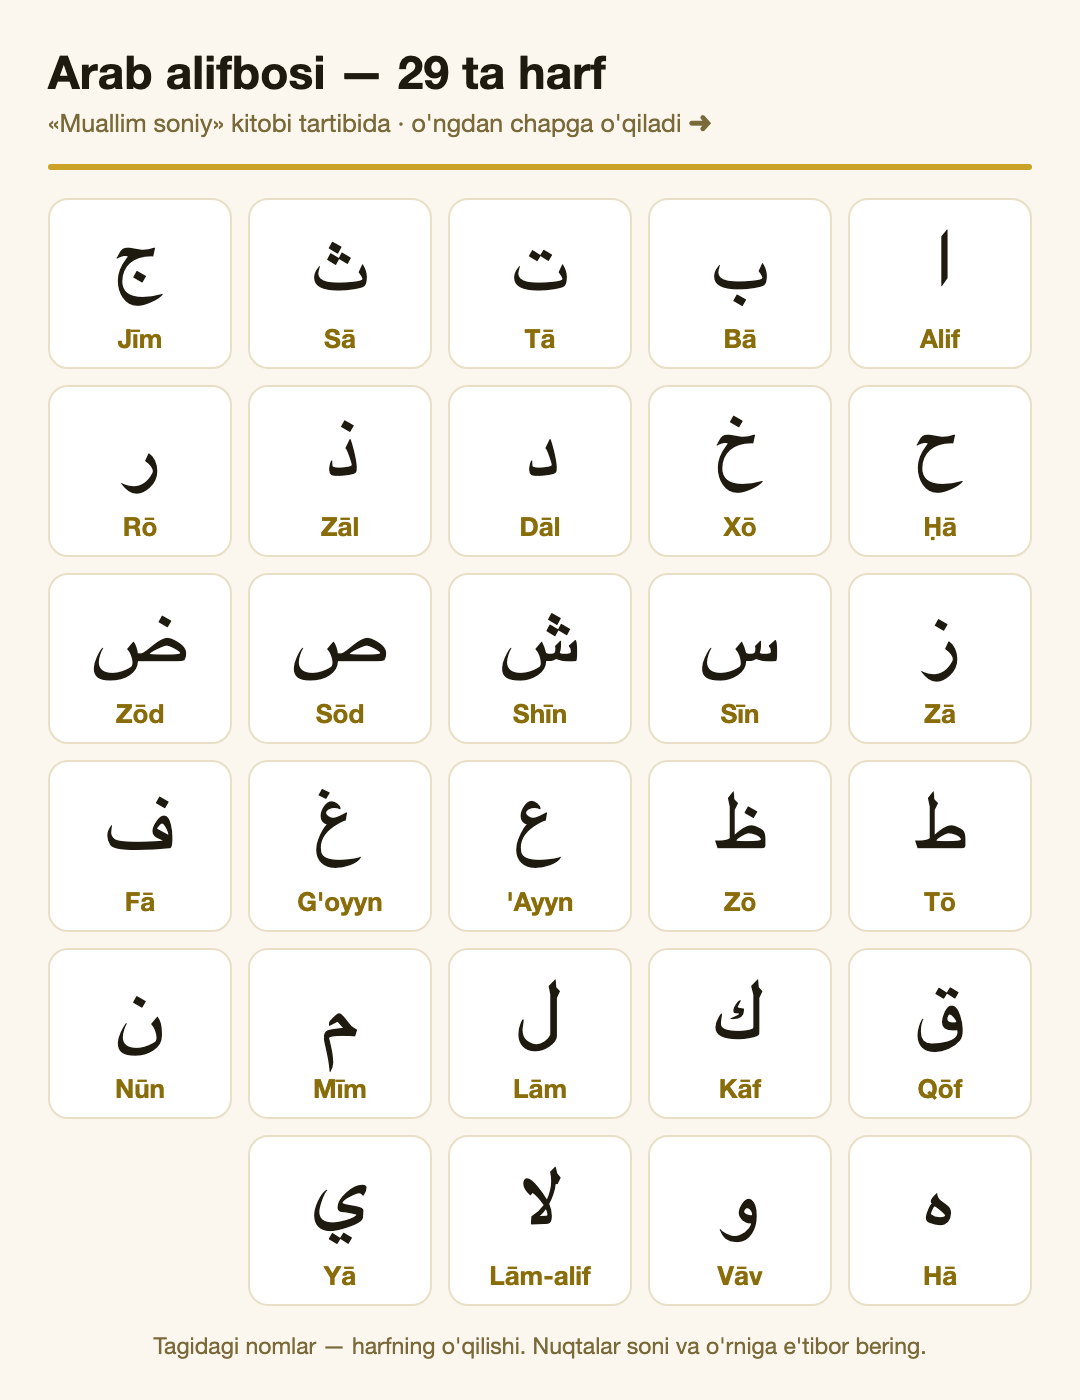 Arab alifbosi — 29 ta harf
«Muallim soniy» kitobi tartibida · o'ngdan chapga o'qiladi ➜
ا ب ت ث ج
Alif Bā Tā Sā Jīm
ح خ د ذ ر
Ḥā Xō Dāl Zāl Rō
ز س ش ص ض
Zā Sīn Shīn Sōd Zōd
ط ظ ع غ ف
Tō Zō 'Ayyn G'oyyn Fā
ق ك ل م ن
Qōf Kāf Lām Mīm Nūn
ه و لا ي
Hā Vāv Lām-alif Yā
Tagidagi nomlar — harfning o'qilishi. Nuqtalar soni va o'rniga e'tibor bering.